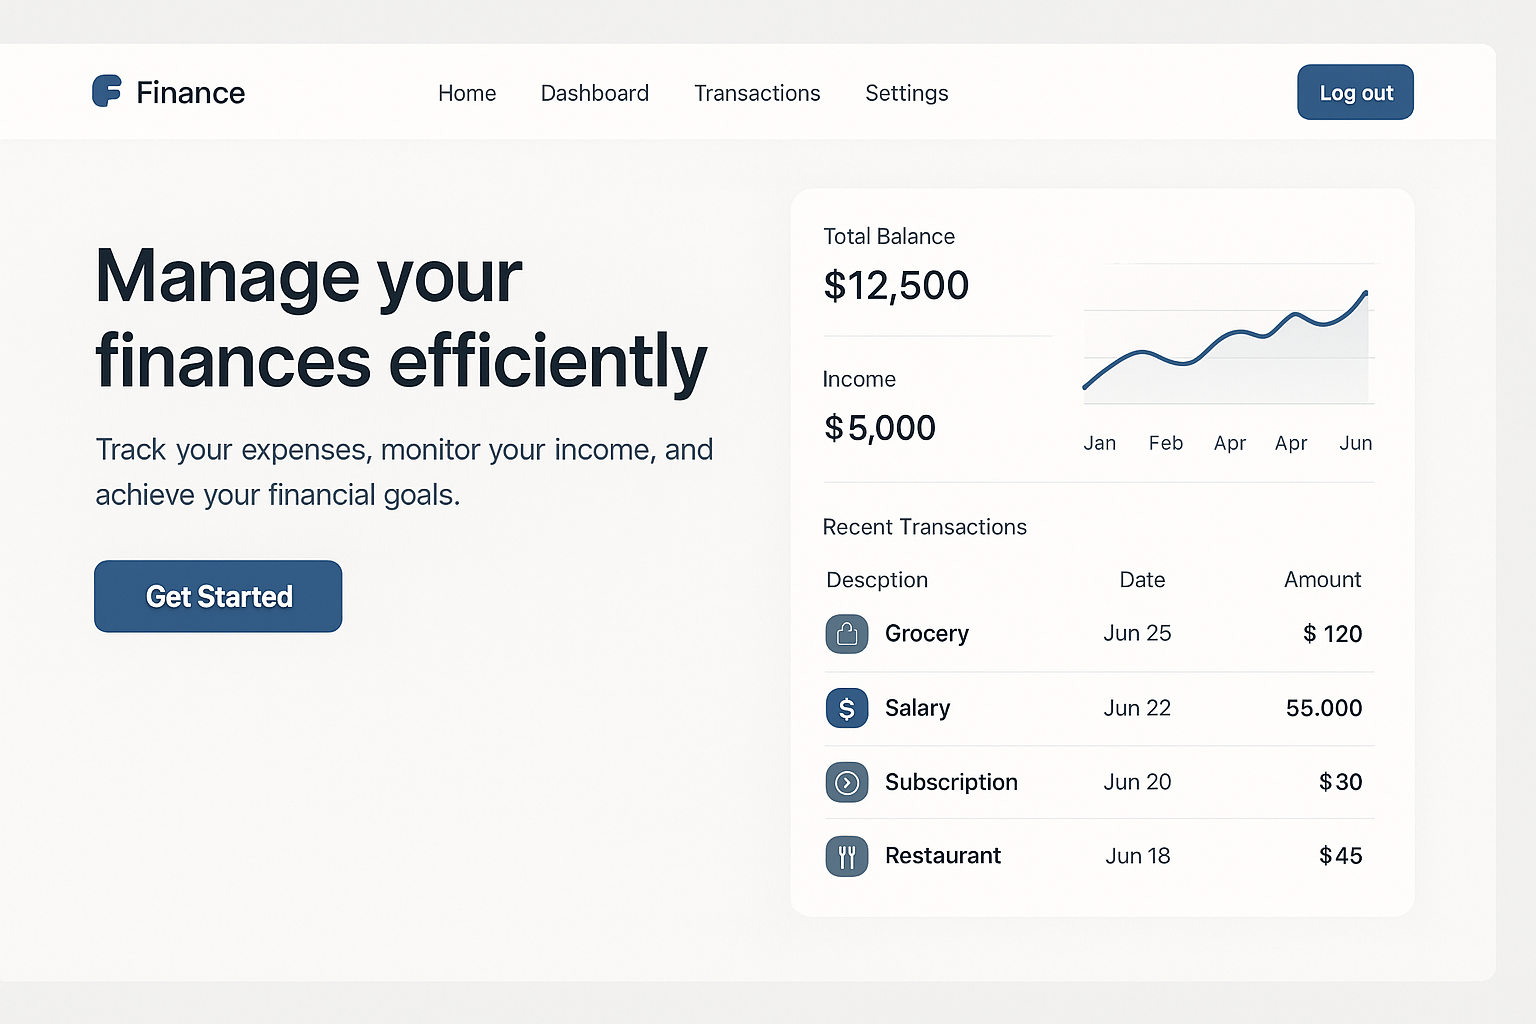 Finance
Home Dashboard Transactions Settings
Log out
Manage your
finances efficiently
Track your expenses, monitor your income, and
achieve your financial goals.
Get Started
Total Balance
$12,500
Income
$5,000
Jan Feb Apr Apr Jun
Recent Transactions
Descption Date Amount
Grocery Jun 25 $ 120
$ Salary Jun 22 55.000
Subscription Jun 20 $30
Restaurant Jun 18 $45